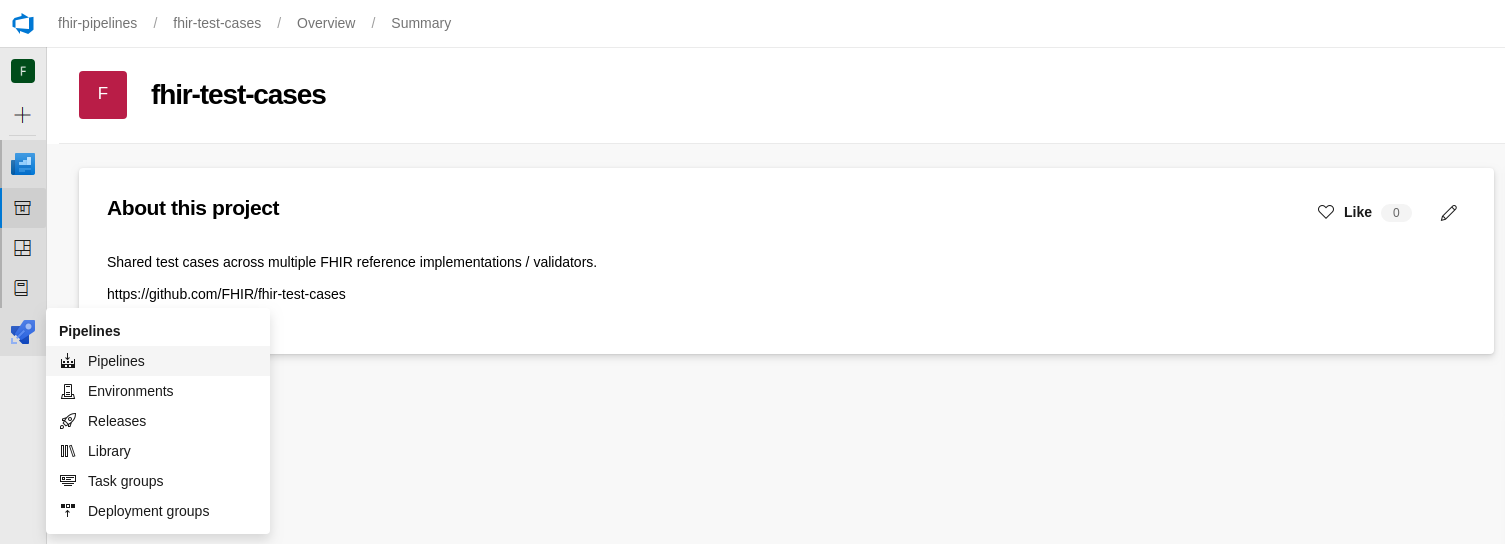 fhir-pipelines / fhir-test-cases / Overview / Summary
F
F
fhir-test-cases
About this project
Like 0
Shared test cases across multiple FHIR reference implementations / validators.
https://github.com/FHIR/fhir-test-cases
Pipelines
Pipelines
Environments
Releases
Library
Task groups
Deployment groups